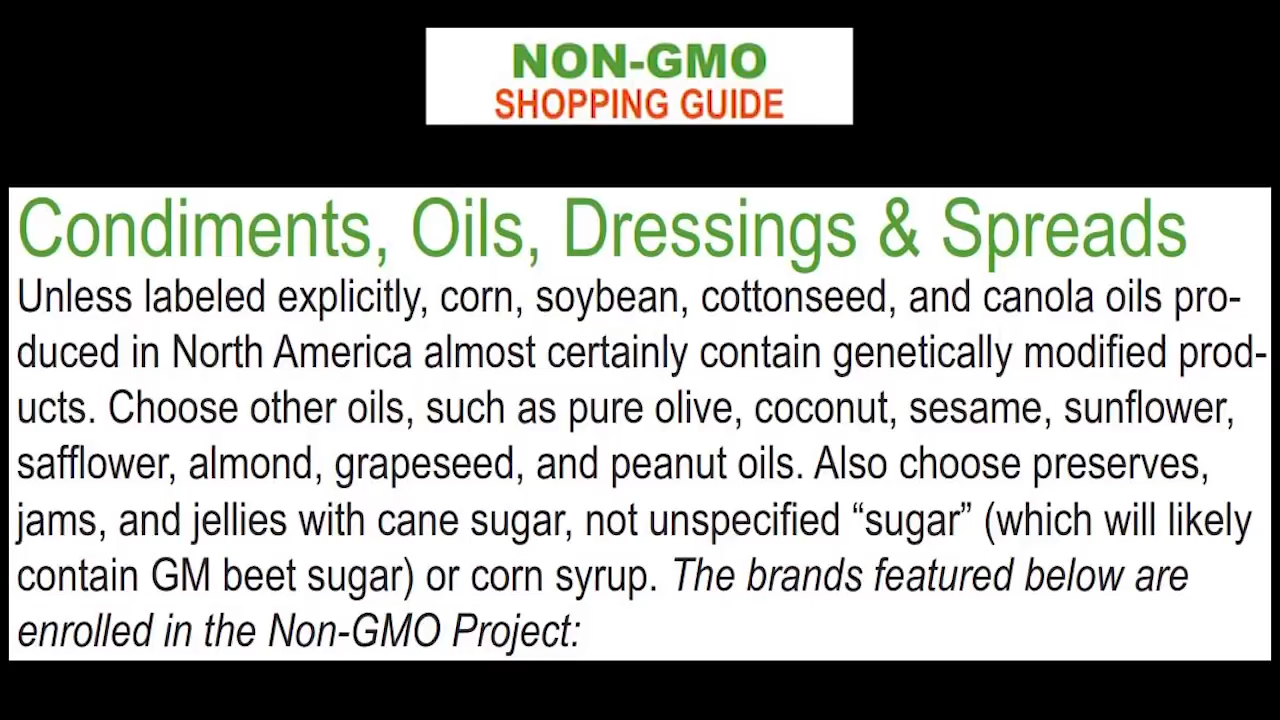 NON-GMO
SHOPPING GUIDE
Condiments, Oils, Dressings & Spreads
Unless labeled explicitly, corn, soybean, cottonseed, and canola oils pro-
duced in North America almost certainly contain genetically modified prod-
ucts. Choose other oils, such as pure olive, coconut, sesame, sunflower,
safflower, almond, grapeseed, and peanut oils. Also choose preserves,
jams, and jellies with cane sugar, not unspecified “sugar” (which will likely
contain GM beet sugar) or corn syrup. The brands featured below are
enrolled in the Non-GMO Project: